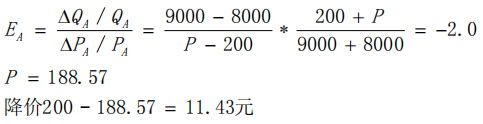 E_A = (ΔQ_A / Q_A) / (ΔP_A / P_A) = (9000 − 8000) / (P − 200) * (200 + P) / (9000 + 8000) = −2.0
P = 188.57
降价200 − 188.57 = 11.43元